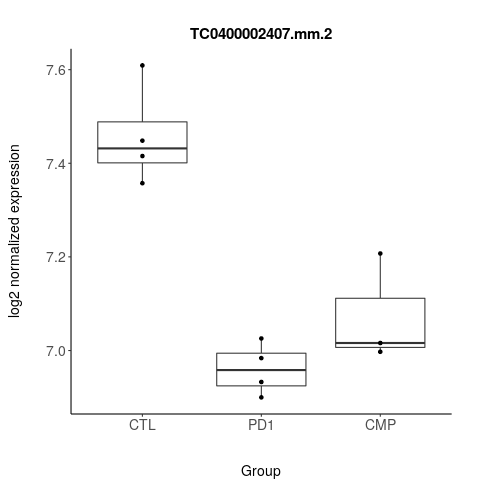 TC0400002407.mm.2
log2 normalized expression
7.6
7.4
7.2
7.0
CTL PD1 CMP
Group